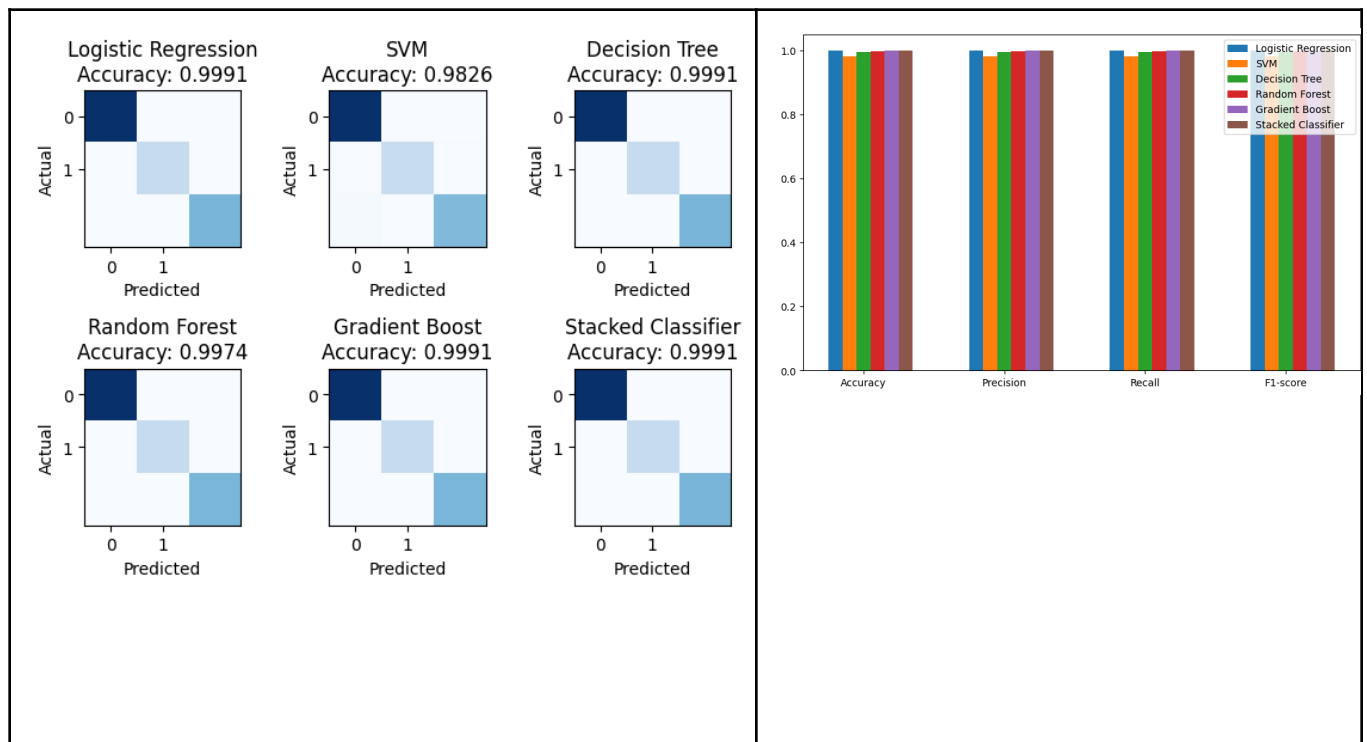 Logistic Regression
Accuracy: 0.9991
0
1
Actual
0 1
Predicted
SVM
Accuracy: 0.9826
0 1
Predicted
Decision Tree
Accuracy: 0.9991
0
1
Actual
0 1
Predicted
Random Forest
Accuracy: 0.9974
0
1
Actual
0 1
Predicted
Gradient Boost
Accuracy: 0.9991
0 1
Predicted
Stacked Classifier
Accuracy: 0.9991
0
1
Actual
0 1
Predicted
0
1
Actual
0
1
Actual
1.0
0.8
0.6
0.4
0.2
0.0
Accuracy Precision Recall F1-score
Logistic Regression
SVM
Decision Tree
Random Forest
Gradient Boost
Stacked Classifier